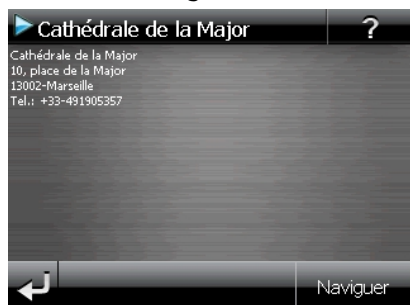 Cathédrale de la Major
?
Cathédrale de la Major
10, place de la Major
13002-Marseille
Tel.: +33-491905357
Naviguer